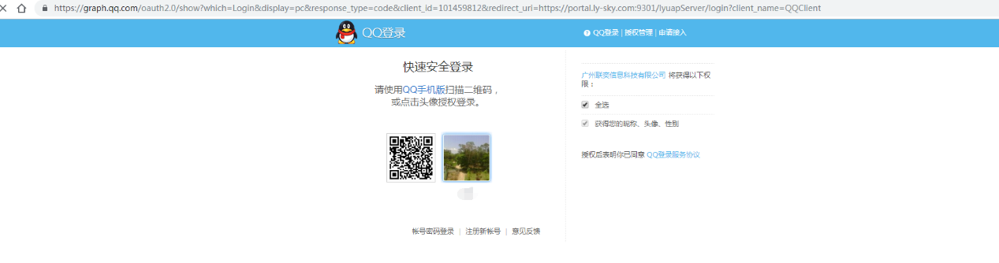 https://graph.qq.com/oauth2.0/show?which=Login&display=pc&response_type=code&client_id=101459812&redirect_uri=https://portal.ly-sky.com:9301/lyuapServer/login?client_name=QQClient
QQ登录
QQ登录 | 授权管理 | 申请接入
快速安全登录
请使用QQ手机版扫描二维码，
或点击头像授权登录。
帐号密码登录 | 注册新帐号 | 意见反馈
广州联奕信息科技有限公司 将获得以下权
限：
全选
获得您的昵称、头像、性别
授权后表明你已同意 QQ登录服务协议